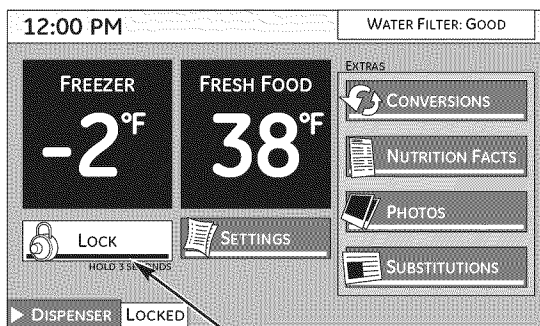 12:00 PM
WATER FILTER: GOOD
FREEZER
-2°F
FRESH FOOD
38°F
EXTRAS
CONVERSIONS
NUTRITION FACTS
PHOTOS
SUBSTITUTIONS
LOCK
HOLD 3 SECONDS
SETTINGS
DISPENSER LOCKED